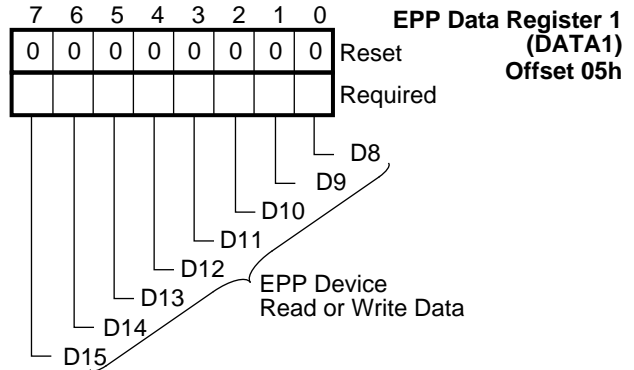 7 6 5 4 3 2 1 0
EPP Data Register 1
(DATA1)
Offset 05h
0 0 0 0 0 0 0 0 Reset
Required
D8
D9
D10
D11
D12
D13
D14
D15
EPP Device
Read or Write Data